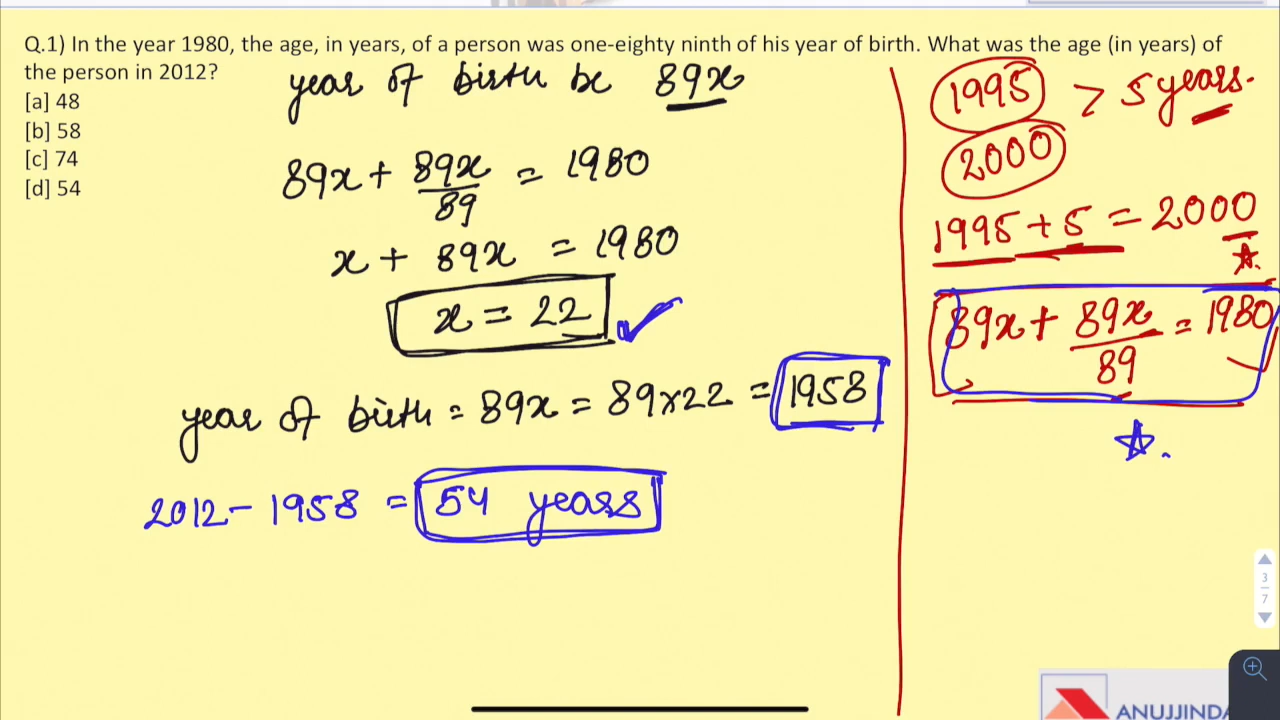 Q.1) In the year 1980, the age, in years, of a person was one-eighty ninth of his year of birth. What was the age (in years) of
the person in 2012?
[a] 48
[b] 58
[c] 74
[d] 54
year of birth be 89x
89x + 89x/89 = 1980
x + 89x = 1980
x = 22
year of birth = 89x = 89x22 = 1958
2012 - 1958 = 54 years
1995 > 5 years.
2000
1995 + 5 = 2000
89x + 89x/89 = 1980
3
7
ANUJJINDA